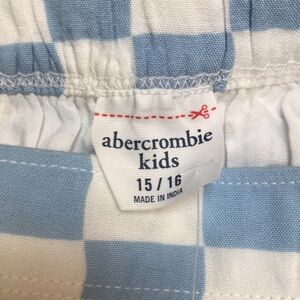 abercrombie
kids
15 / 16
MADE IN INDIA